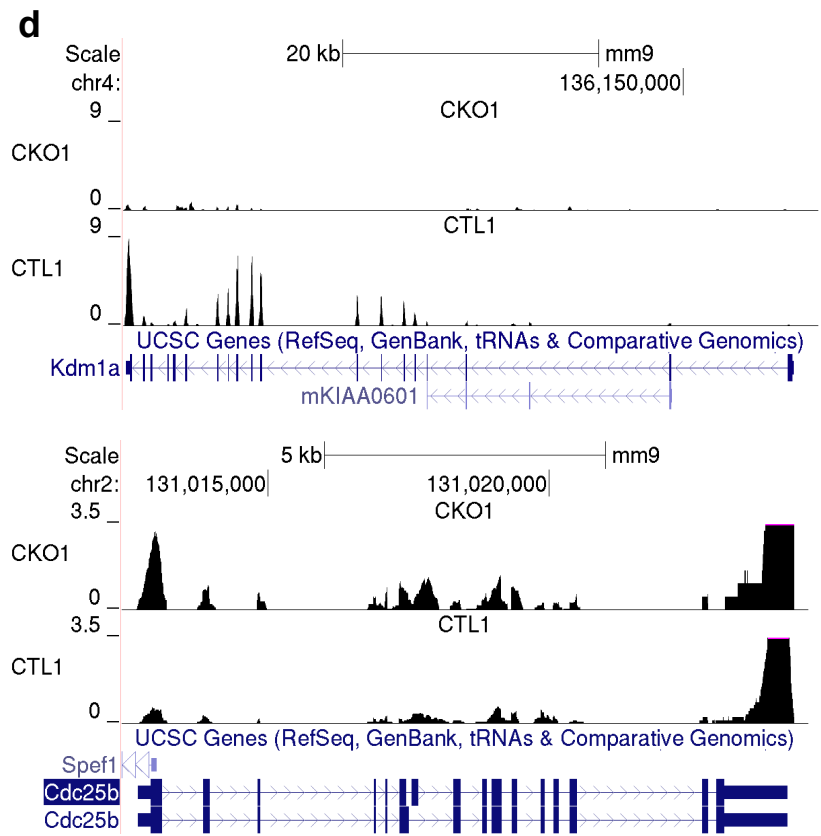 d
Scale 20 kb mm9
chr4: 136,150,000
CKO1
9
CKO1
0
CTL1
9
CTL1
0
UCSC Genes (RefSeq, GenBank, tRNAs & Comparative Genomics)
Kdm1a
mKIAA0601
Scale 5 kb mm9
chr2: 131,015,000 131,020,000
CKO1
3.5
CKO1
0
CTL1
3.5
CTL1
0
UCSC Genes (RefSeq, GenBank, tRNAs & Comparative Genomics)
Spef1
Cdc25b
Cdc25b